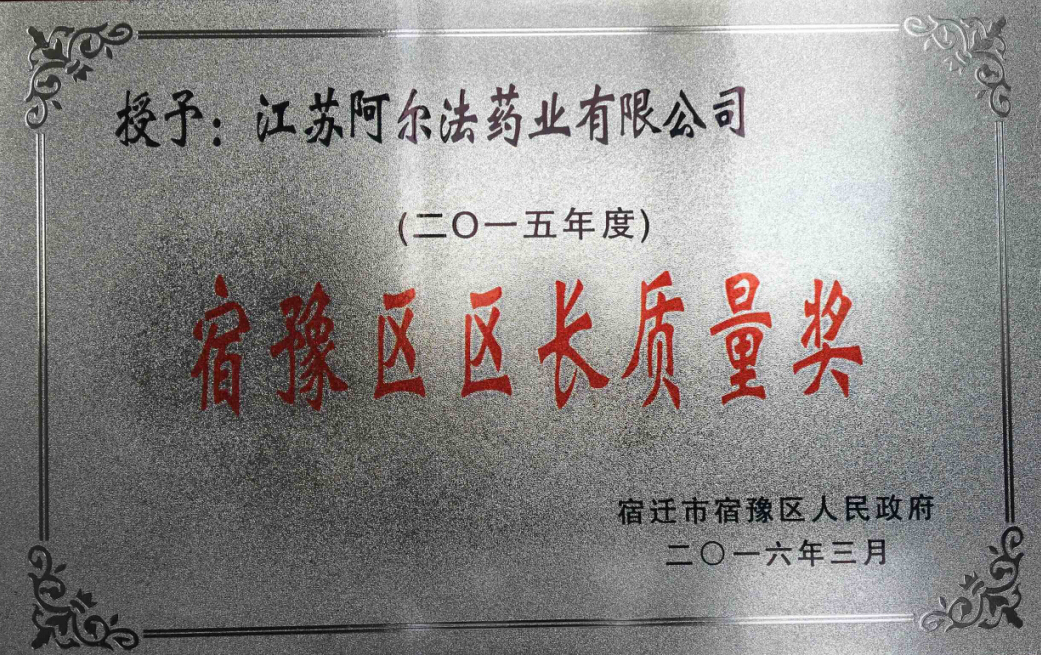 授予：江苏阿尔法药业有限公司
(二〇一五年度)
宿豫区区长质量奖
宿迁市宿豫区人民政府
二〇一六年三月